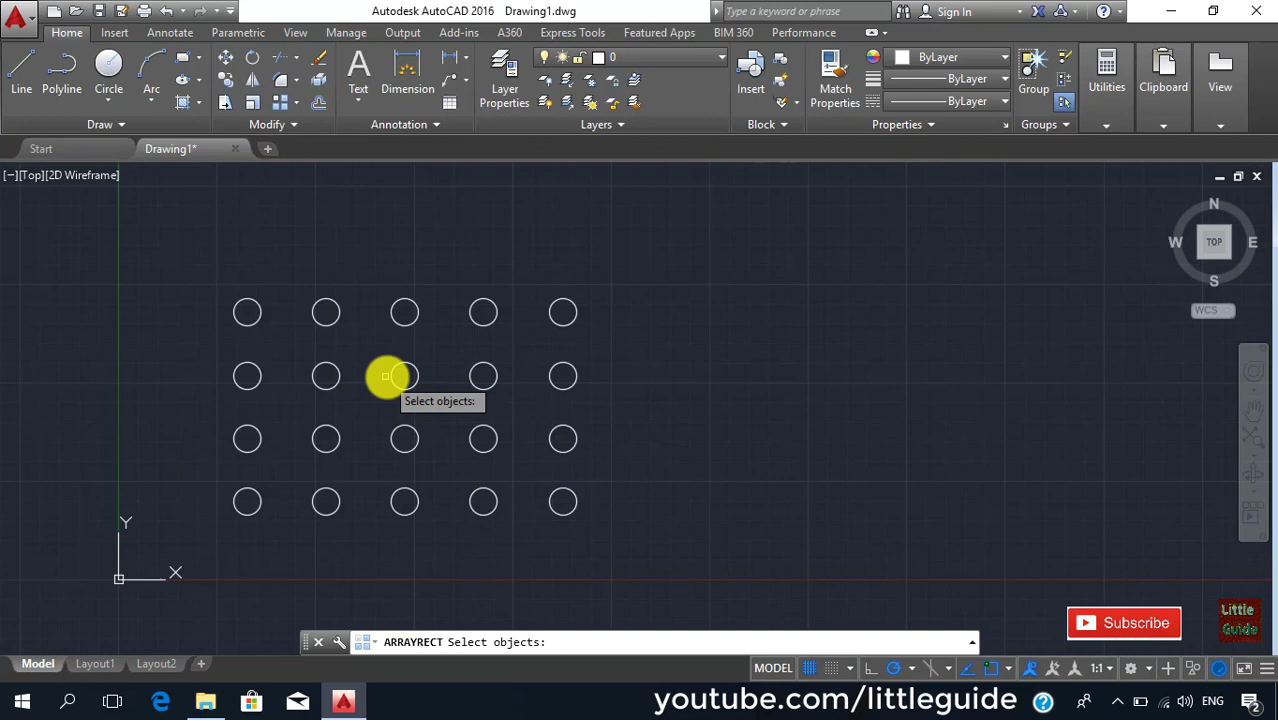 Autodesk AutoCAD 2016 Drawing1.dwg
Type a keyword or phrase
Sign In
Home Insert Annotate Parametric View Manage Output Add-ins A360 Express Tools Featured Apps BIM 360 Performance
Line Polyline Circle Arc
Text Dimension
Layer Properties
0
Insert
Match Properties
ByLayer
ByLayer
ByLayer
Group
Utilities
Clipboard
View
Draw
Modify
Annotation
Layers
Block
Properties
Groups
Start Drawing1*
[−][Top][2D Wireframe]
N
W TOP E
S
WCS
Select objects:
Y
X
Little
Guide
Subscribe
ARRAYRECT Select objects:
Model Layout1 Layout2
MODEL
1:1
youtube.com/littleguide
ENG
2